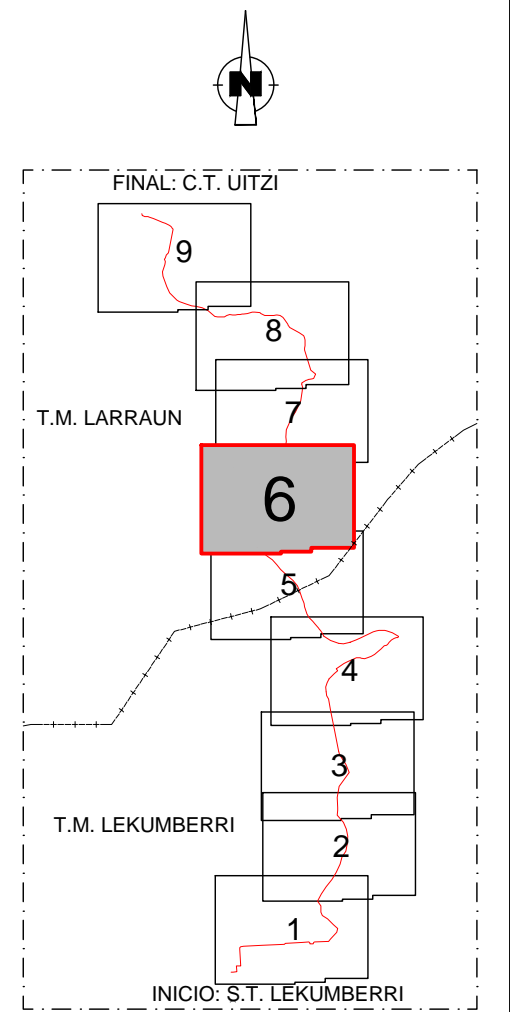 N
FINAL: C.T. UITZI
9
8
7
T.M. LARRAUN
6
5
4
3
T.M. LEKUMBERRI
2
1
INICIO: S.T. LEKUMBERRI